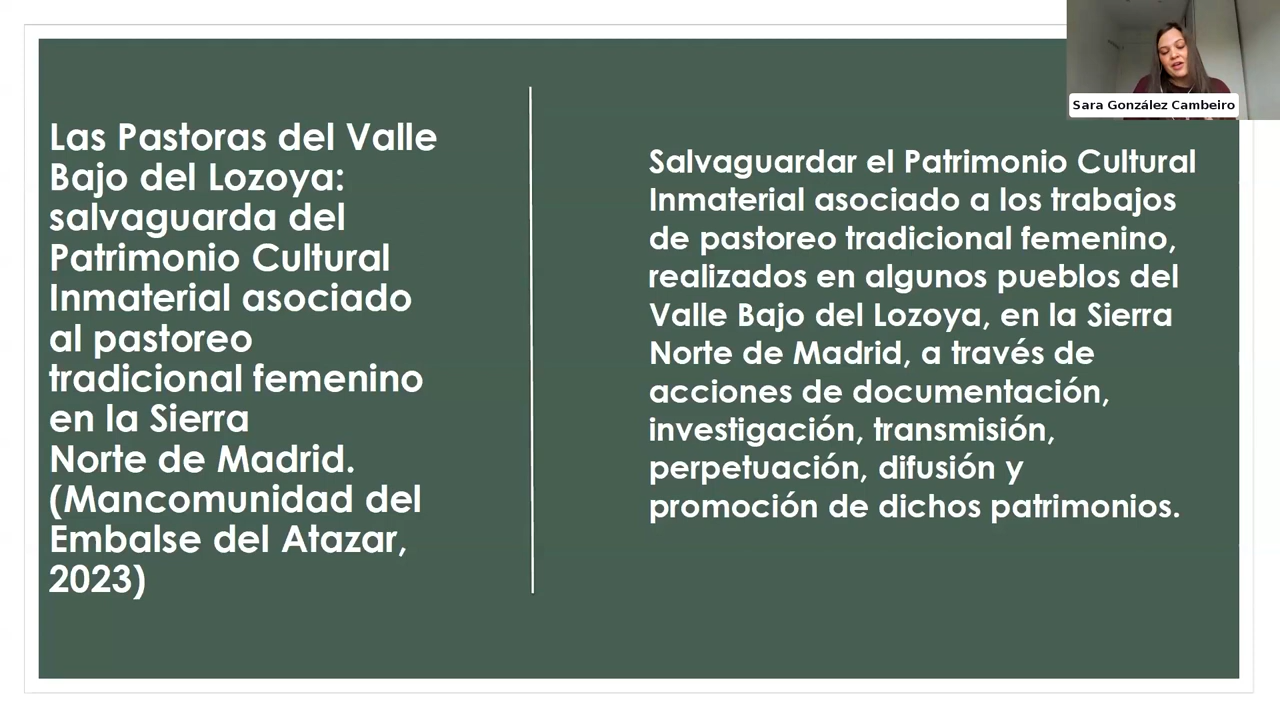 Sara González Cambeiro
Las Pastoras del Valle
Bajo del Lozoya:
salvaguarda del
Patrimonio Cultural
Inmaterial asociado
al pastoreo
tradicional femenino
en la Sierra
Norte de Madrid.
(Mancomunidad del
Embalse del Atazar,
2023)
Salvaguardar el Patrimonio Cultural
Inmaterial asociado a los trabajos
de pastoreo tradicional femenino,
realizados en algunos pueblos del
Valle Bajo del Lozoya, en la Sierra
Norte de Madrid, a través de
acciones de documentación,
investigación, transmisión,
perpetuación, difusión y
promoción de dichos patrimonios.